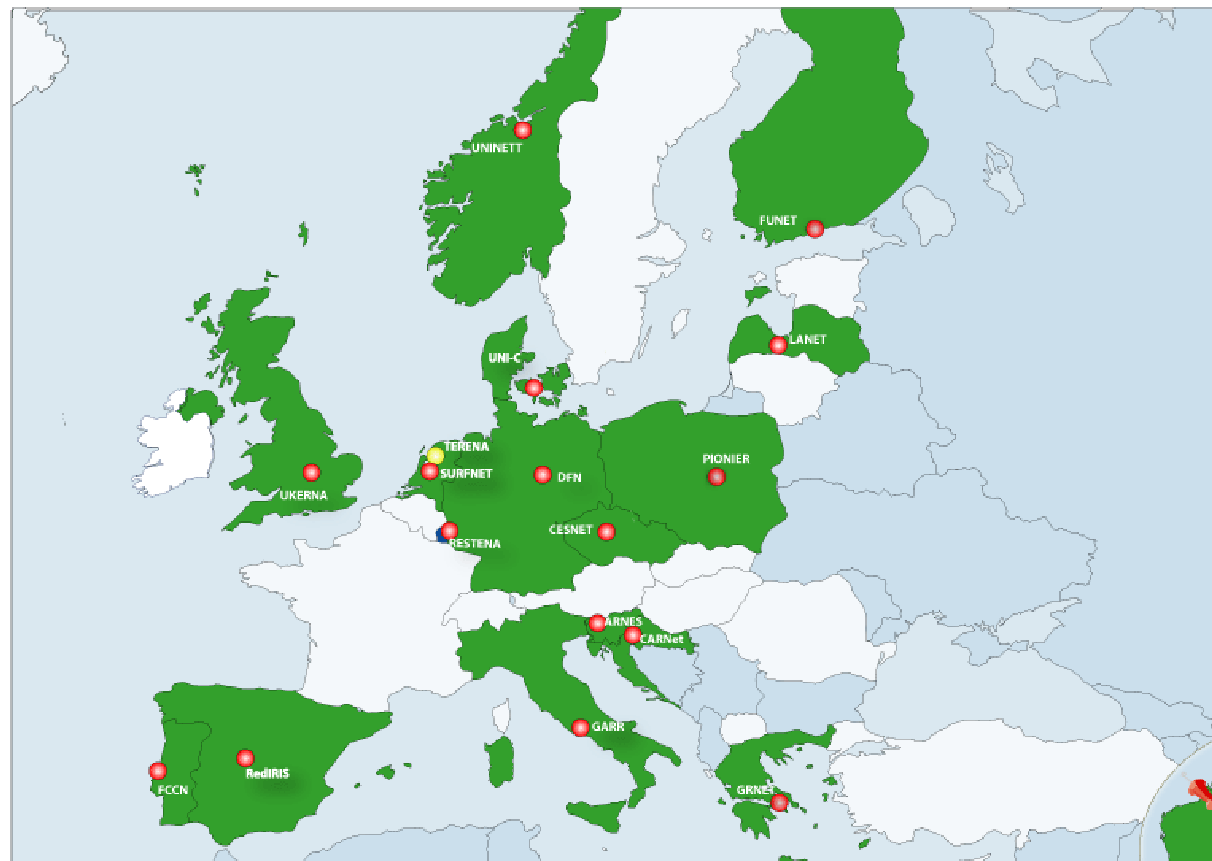 UNINETT
FUNET
LANET
UNI-C
TERENA
SURFNET
DFN
PIONIER
UKERNA
CESNET
RESTENA
ARNES
CARNet
GARR
RedIRIS
FCCN
GRNET